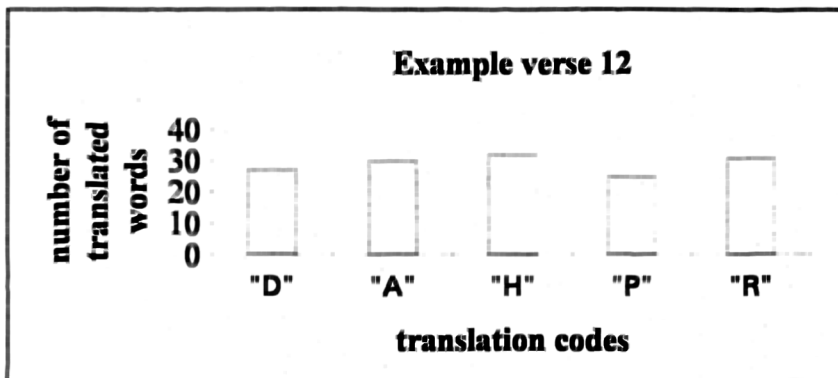 Example verse 12
number of
translated
words
40
30
20
10
0
"D" "A" "H" "P" "R"
translation codes